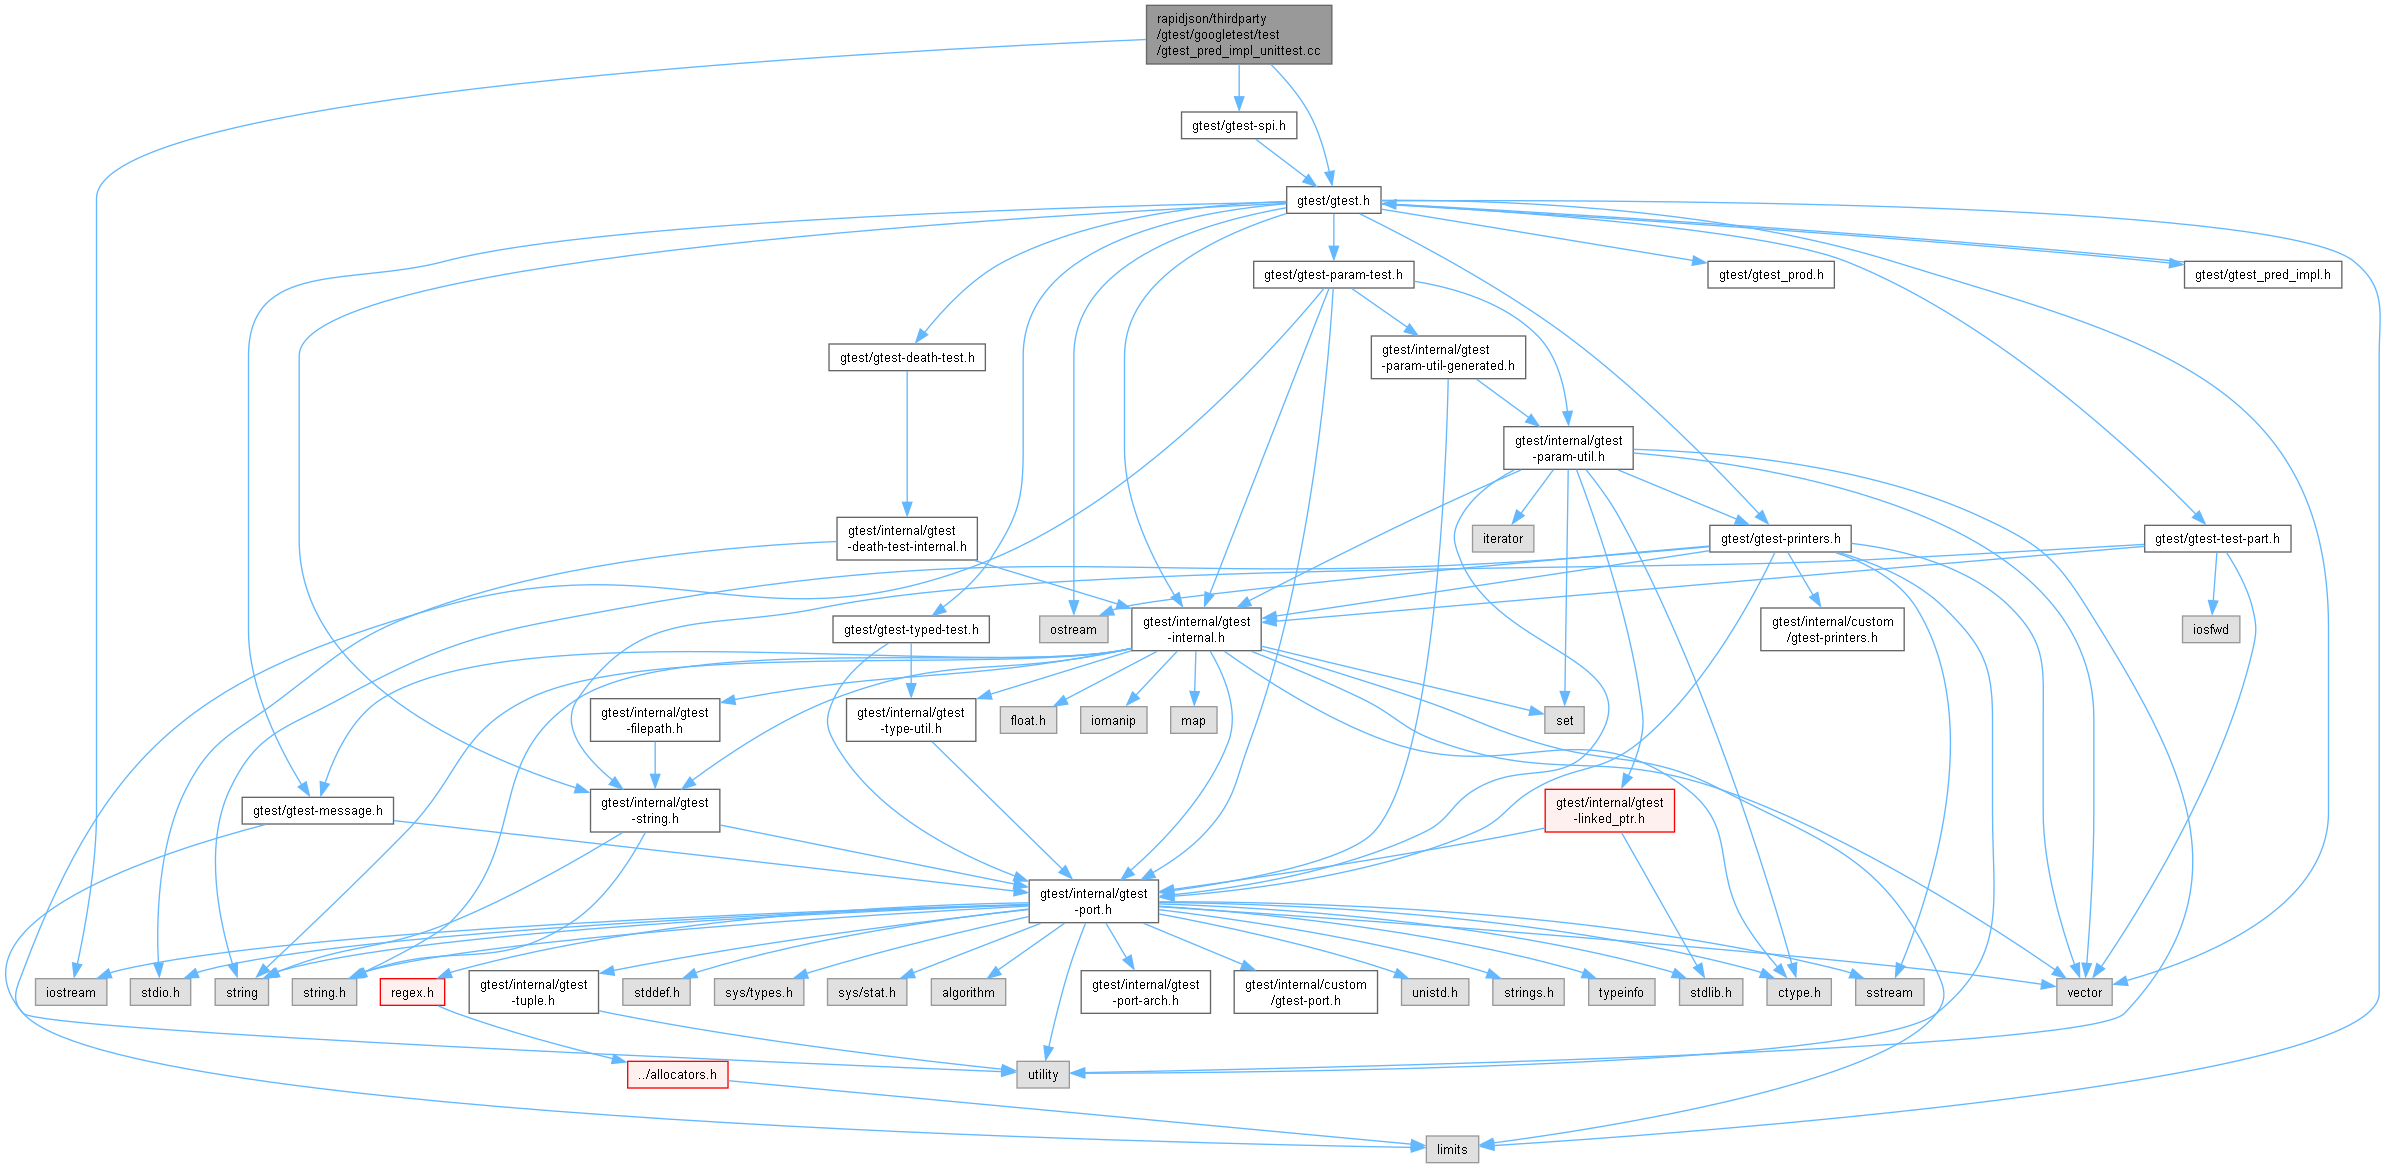 rapidjson/thirdparty
/gtest/googletest/test
/gtest_pred_impl_unittest.cc
gtest/gtest-spi.h
gtest/gtest.h
gtest/gtest-param-test.h
gtest/gtest_prod.h
gtest/gtest_pred_impl.h
gtest/gtest-death-test.h
gtest/internal/gtest
-param-util-generated.h
gtest/internal/gtest
-param-util.h
gtest/internal/gtest
-death-test-internal.h
iterator
gtest/gtest-printers.h
gtest/gtest-test-part.h
gtest/gtest-typed-test.h
ostream
gtest/internal/gtest
-internal.h
gtest/internal/custom
/gtest-printers.h
iosfwd
gtest/internal/gtest
-filepath.h
gtest/internal/gtest
-type-util.h
float.h
iomanip
map
set
gtest/gtest-message.h
gtest/internal/gtest
-string.h
gtest/internal/gtest
-linked_ptr.h
gtest/internal/gtest
-port.h
iostream
stdio.h
string
string.h
regex.h
gtest/internal/gtest
-tuple.h
stddef.h
sys/types.h
sys/stat.h
algorithm
gtest/internal/gtest
-port-arch.h
gtest/internal/custom
/gtest-port.h
unistd.h
strings.h
typeinfo
stdlib.h
ctype.h
sstream
vector
../allocators.h
utility
limits